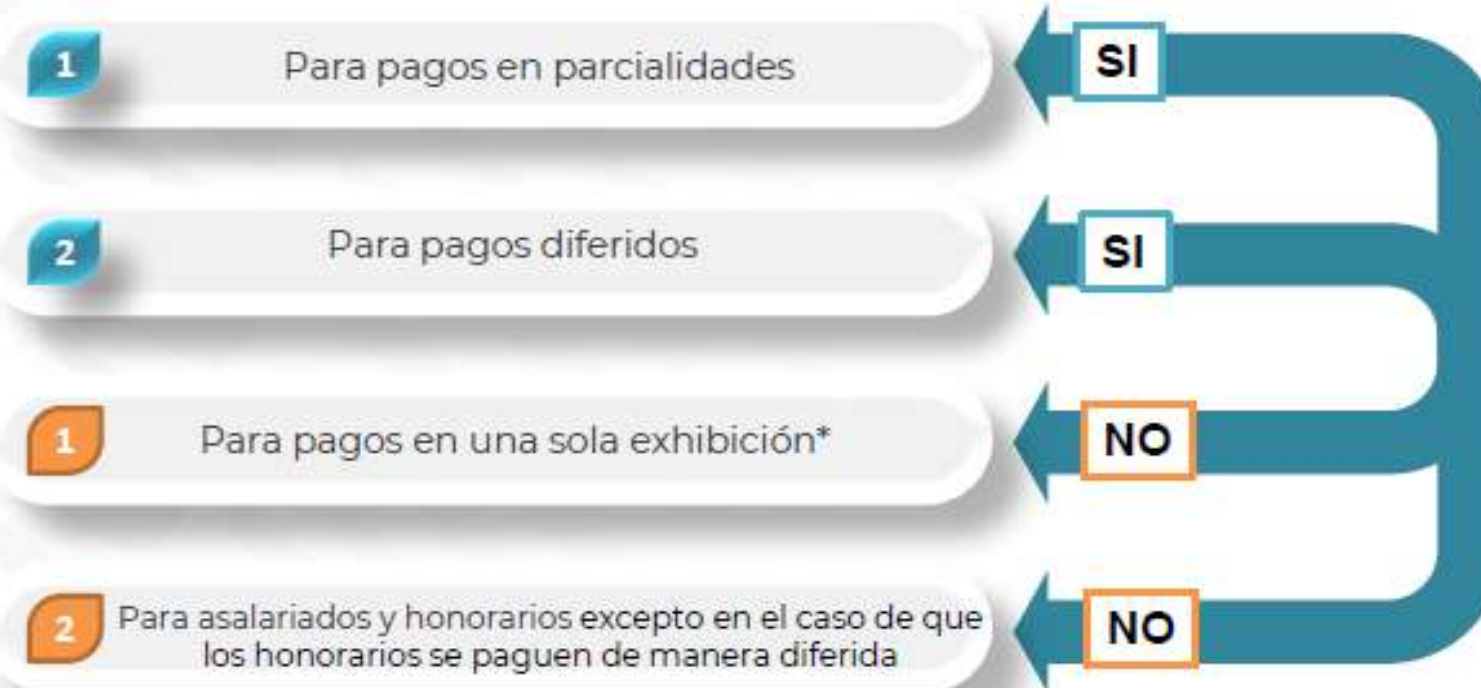 1 Para pagos en parcialidades SI
2 Para pagos diferidos SI
1 Para pagos en una sola exhibición* NO
2 Para asalariados y honorarios excepto en el caso de que
los honorarios se paguen de manera diferida NO